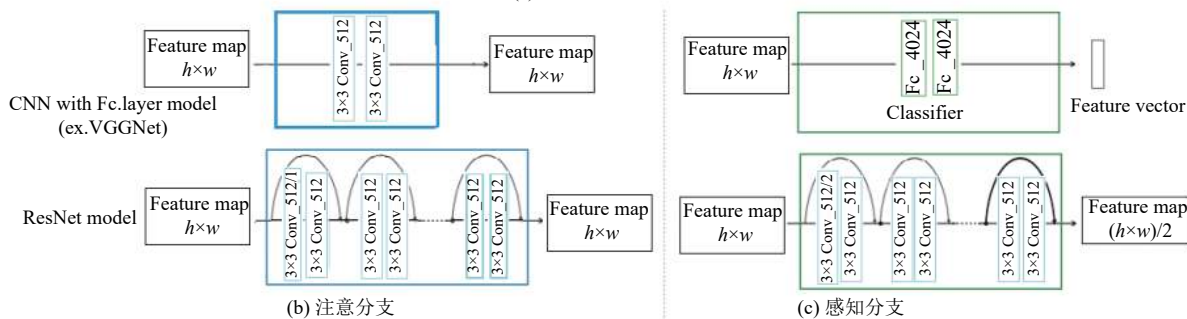 Feature map
h×w
3×3 Conv_512
3×3 Conv_512
Feature map
h×w
CNN with Fc.layer model
(ex.VGGNet)
Feature map
h×w
Fc_4024
Fc_4024
Classifier
Feature vector
ResNet model
Feature map
h×w
3×3 Conv_512/1
3×3 Conv_512
3×3 Conv_512
3×3 Conv_512
3×3 Conv_512
3×3 Conv_512
Feature map
h×w
(b) 注意分支
Feature map
h×w
3×3 Conv_512/2
3×3 Conv_512
3×3 Conv_512
3×3 Conv_512
3×3 Conv_512
3×3 Conv_512
Feature map
(h×w)/2
(c) 感知分支